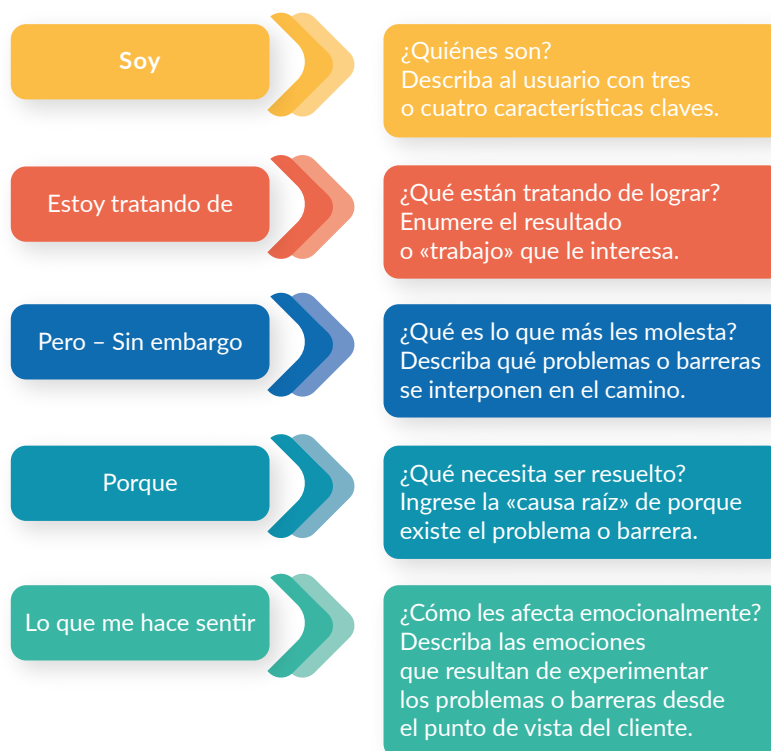 Soy
¿Quiénes son?
Describa al usuario con tres
o cuatro características claves.
Estoy tratando de
¿Qué están tratando de lograr?
Enumere el resultado
o «trabajo» que le interesa.
Pero – Sin embargo
¿Qué es lo que más les molesta?
Describa qué problemas o barreras
se interponen en el camino.
Porque
¿Qué necesita ser resuelto?
Ingrese la «causa raíz» de porque
existe el problema o barrera.
Lo que me hace sentir
¿Cómo les afecta emocionalmente?
Describa las emociones
que resultan de experimentar
los problemas o barreras desde
el punto de vista del cliente.